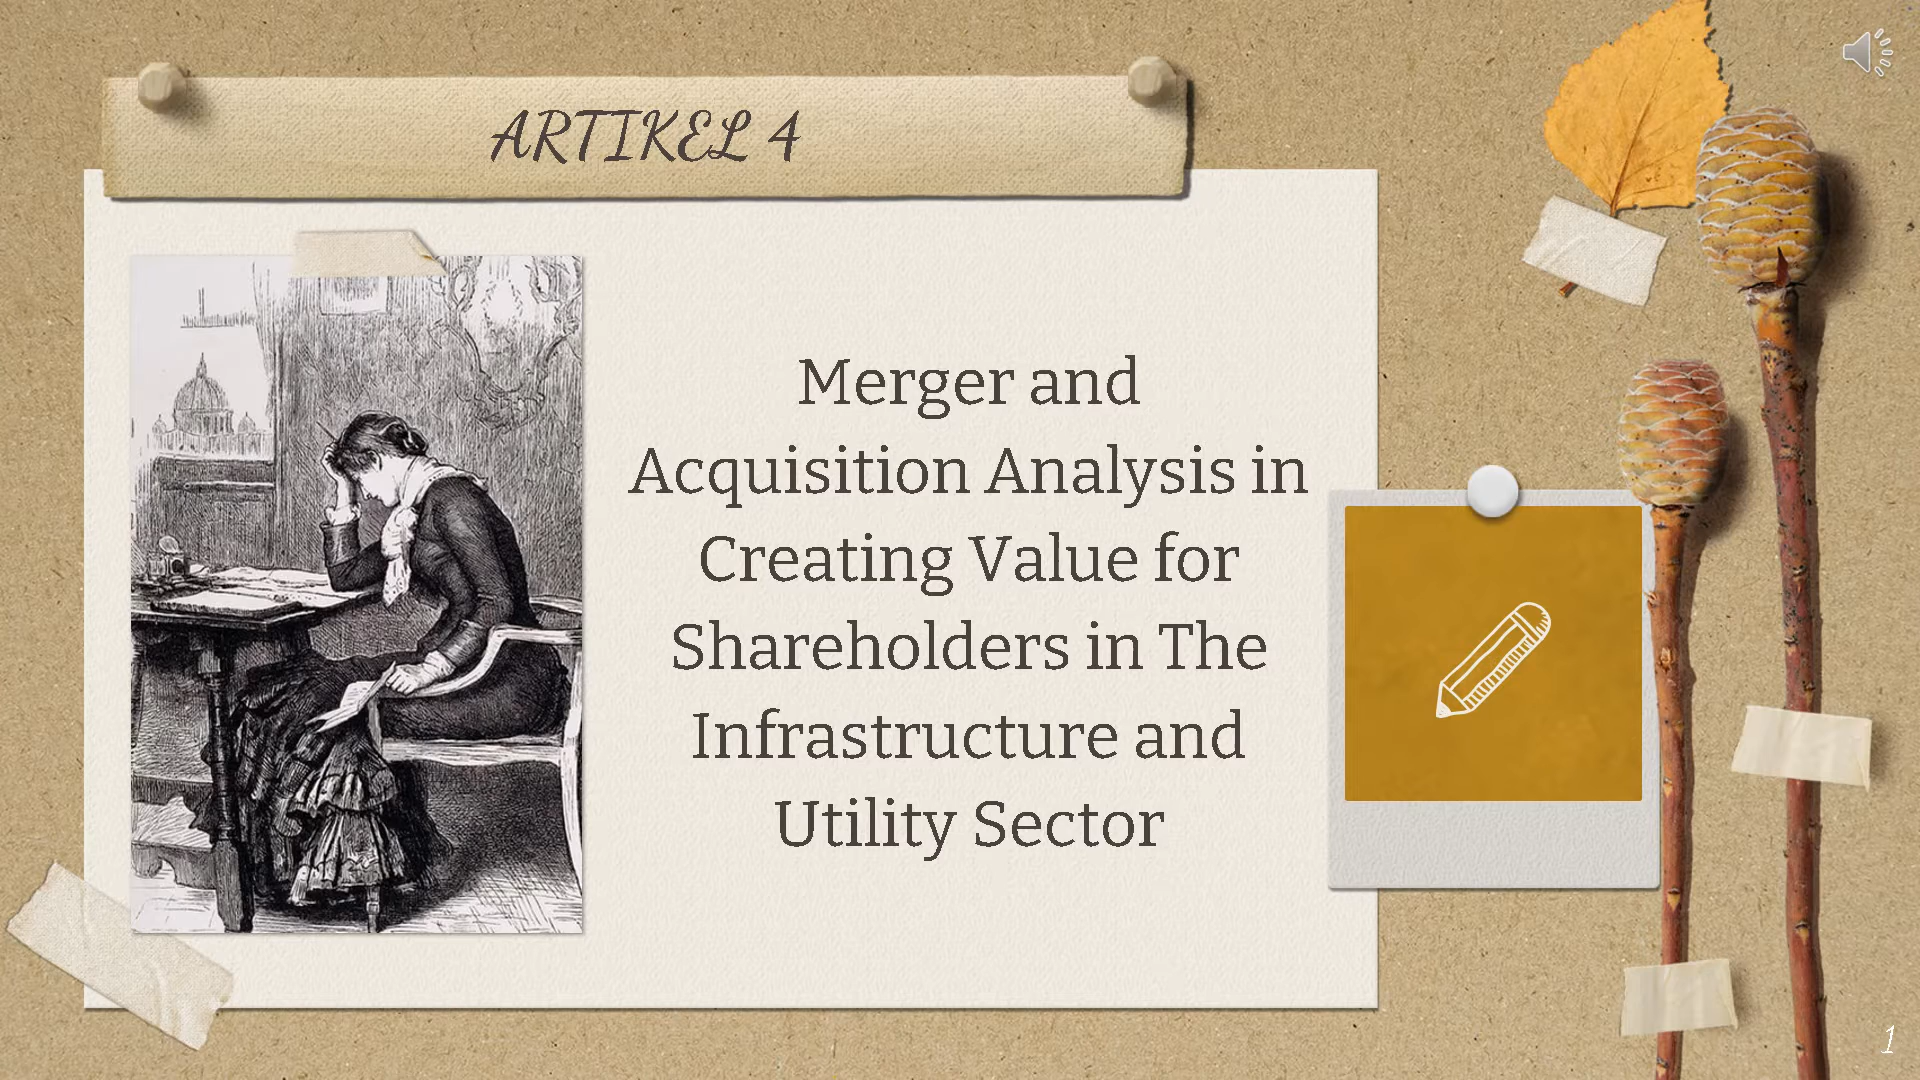 ARTIKEL 4
Merger and
Acquisition Analysis in
Creating Value for
Shareholders in The
Infrastructure and
Utility Sector
1